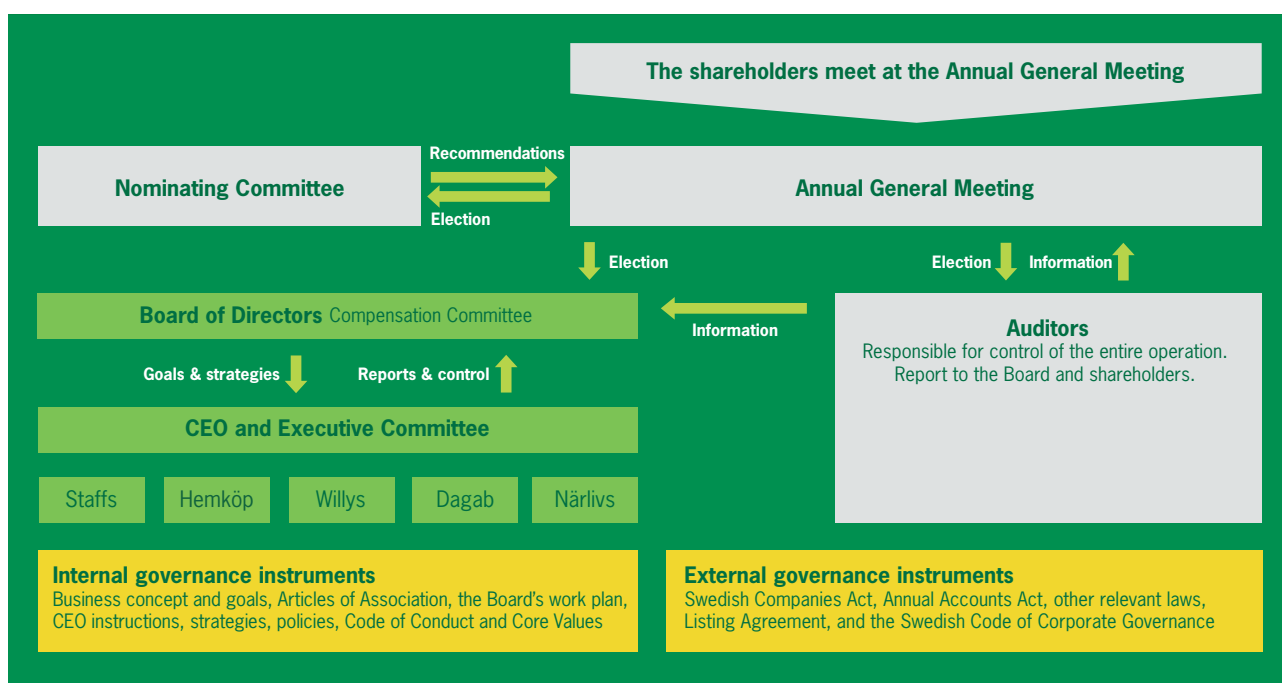 The shareholders meet at the Annual General Meeting
Recommendations
Nominating Committee
Annual General Meeting
Election
Election
Election
Information
Board of Directors Compensation Committee
Information
Auditors
Responsible for control of the entire operation.
Report to the Board and shareholders.
Goals & strategies
Reports & control
CEO and Executive Committee
Staffs
Hemköp
Willys
Dagab
Närlivs
Internal governance instruments
Business concept and goals, Articles of Association, the Board’s work plan,
CEO instructions, strategies, policies, Code of Conduct and Core Values
External governance instruments
Swedish Companies Act, Annual Accounts Act, other relevant laws,
Listing Agreement, and the Swedish Code of Corporate Governance